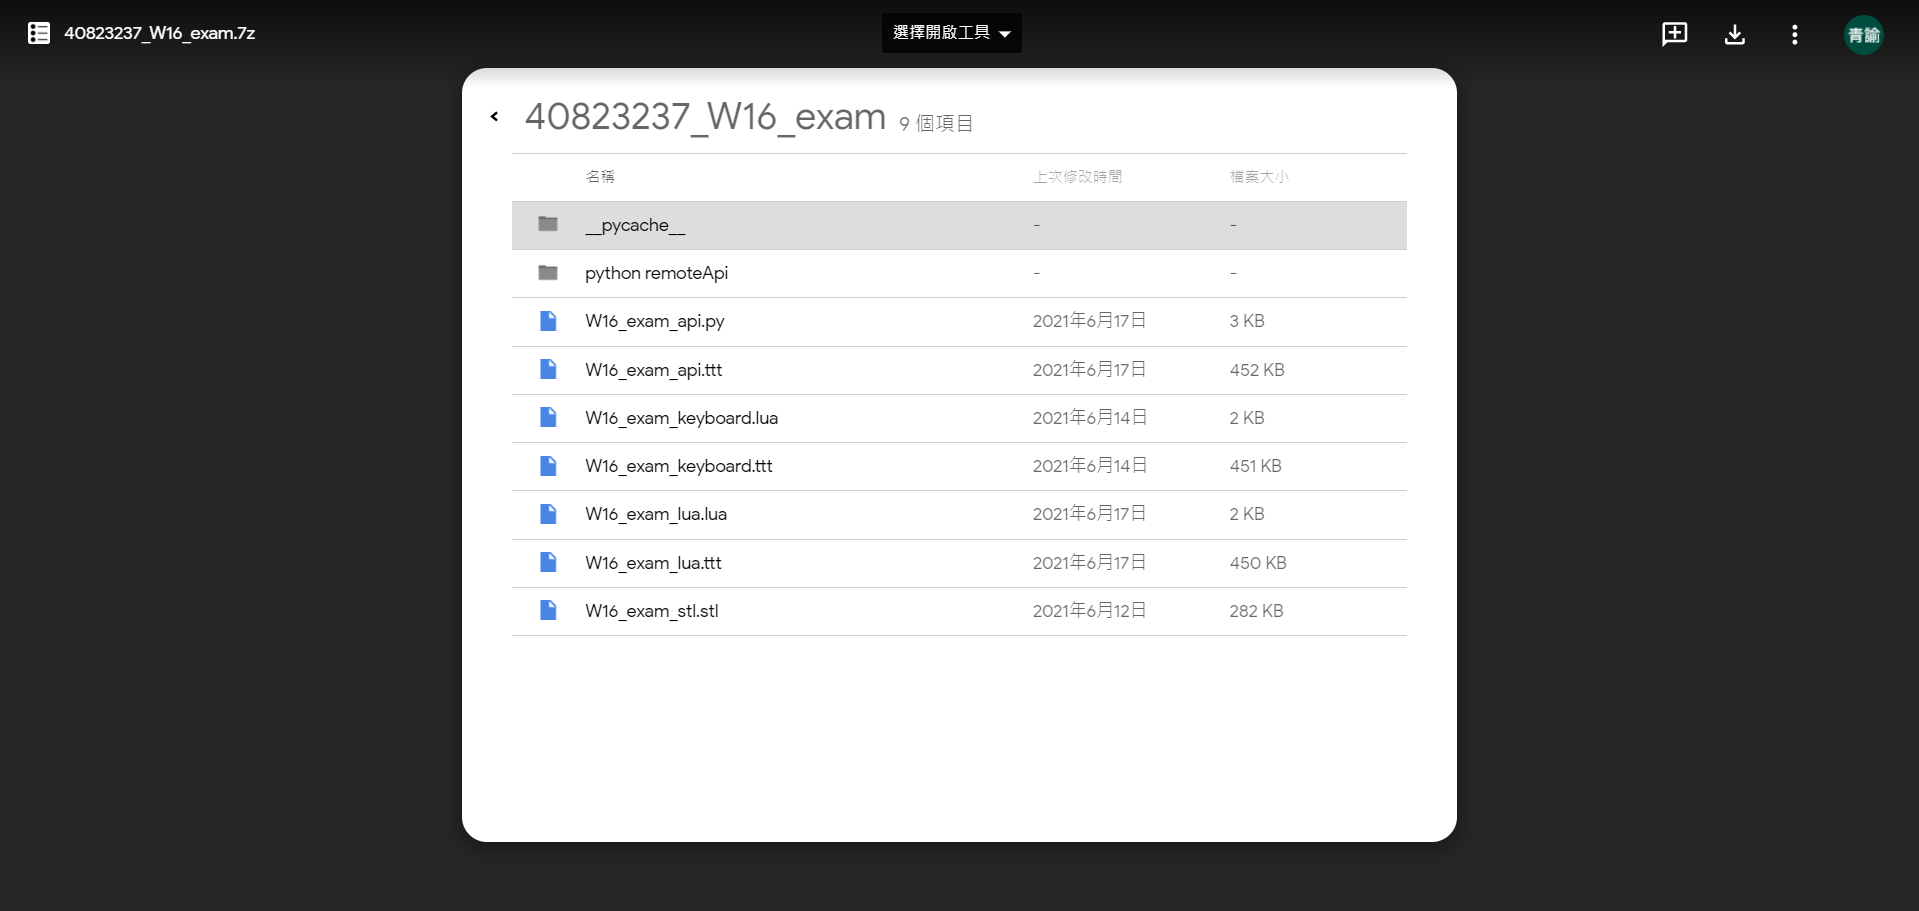 40823237_W16_exam.7z
選擇開啟工具
青諭
40823237_W16_exam 9 個項目
名稱 上次修改時間 檔案大小
__pycache__ - -
python remoteApi - -
W16_exam_api.py 2021年6月17日 3 KB
W16_exam_api.ttt 2021年6月17日 452 KB
W16_exam_keyboard.lua 2021年6月14日 2 KB
W16_exam_keyboard.ttt 2021年6月14日 451 KB
W16_exam_lua.lua 2021年6月17日 2 KB
W16_exam_lua.ttt 2021年6月17日 450 KB
W16_exam_stl.stl 2021年6月12日 282 KB